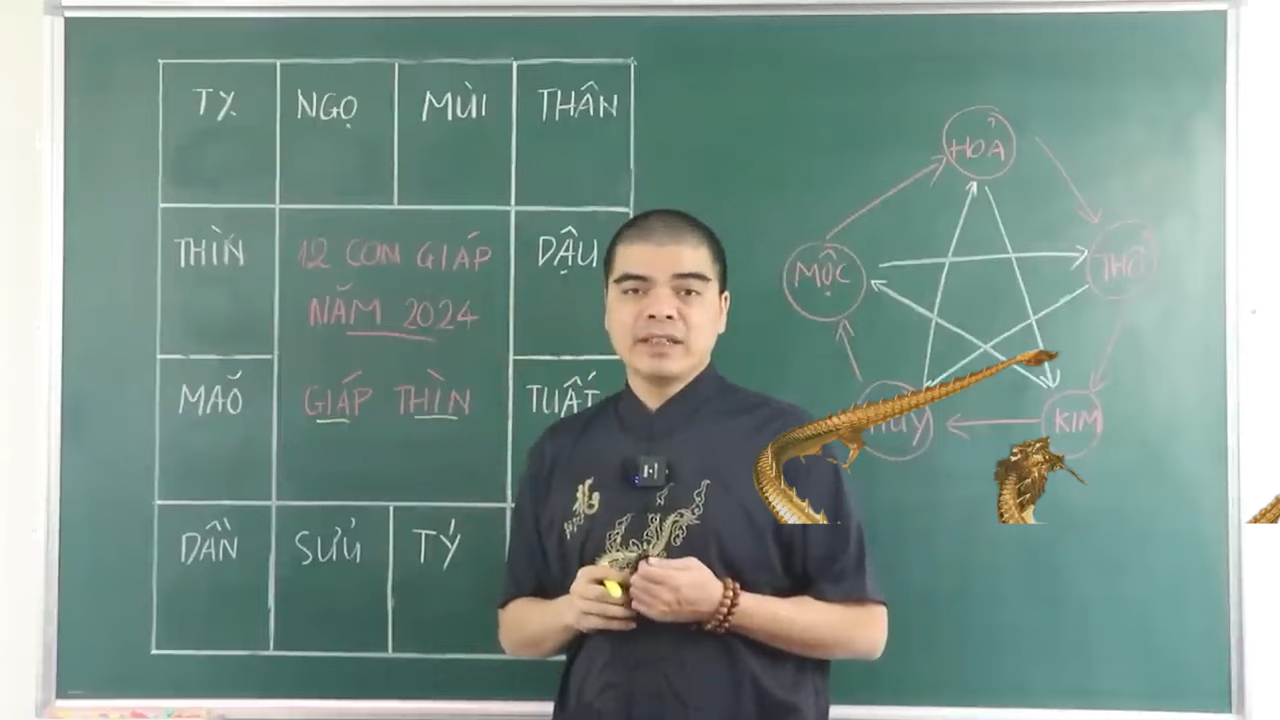 TỴ
NGỌ
MÙI
THÂN
THÌN
12 CON GIÁP
DẬU
NĂM 2024
MÃO
GIÁP THÌN
TUẤT
DẦN
SỬU
TÝ
HỎA
MỘC
THỔ
THỦY
KIM